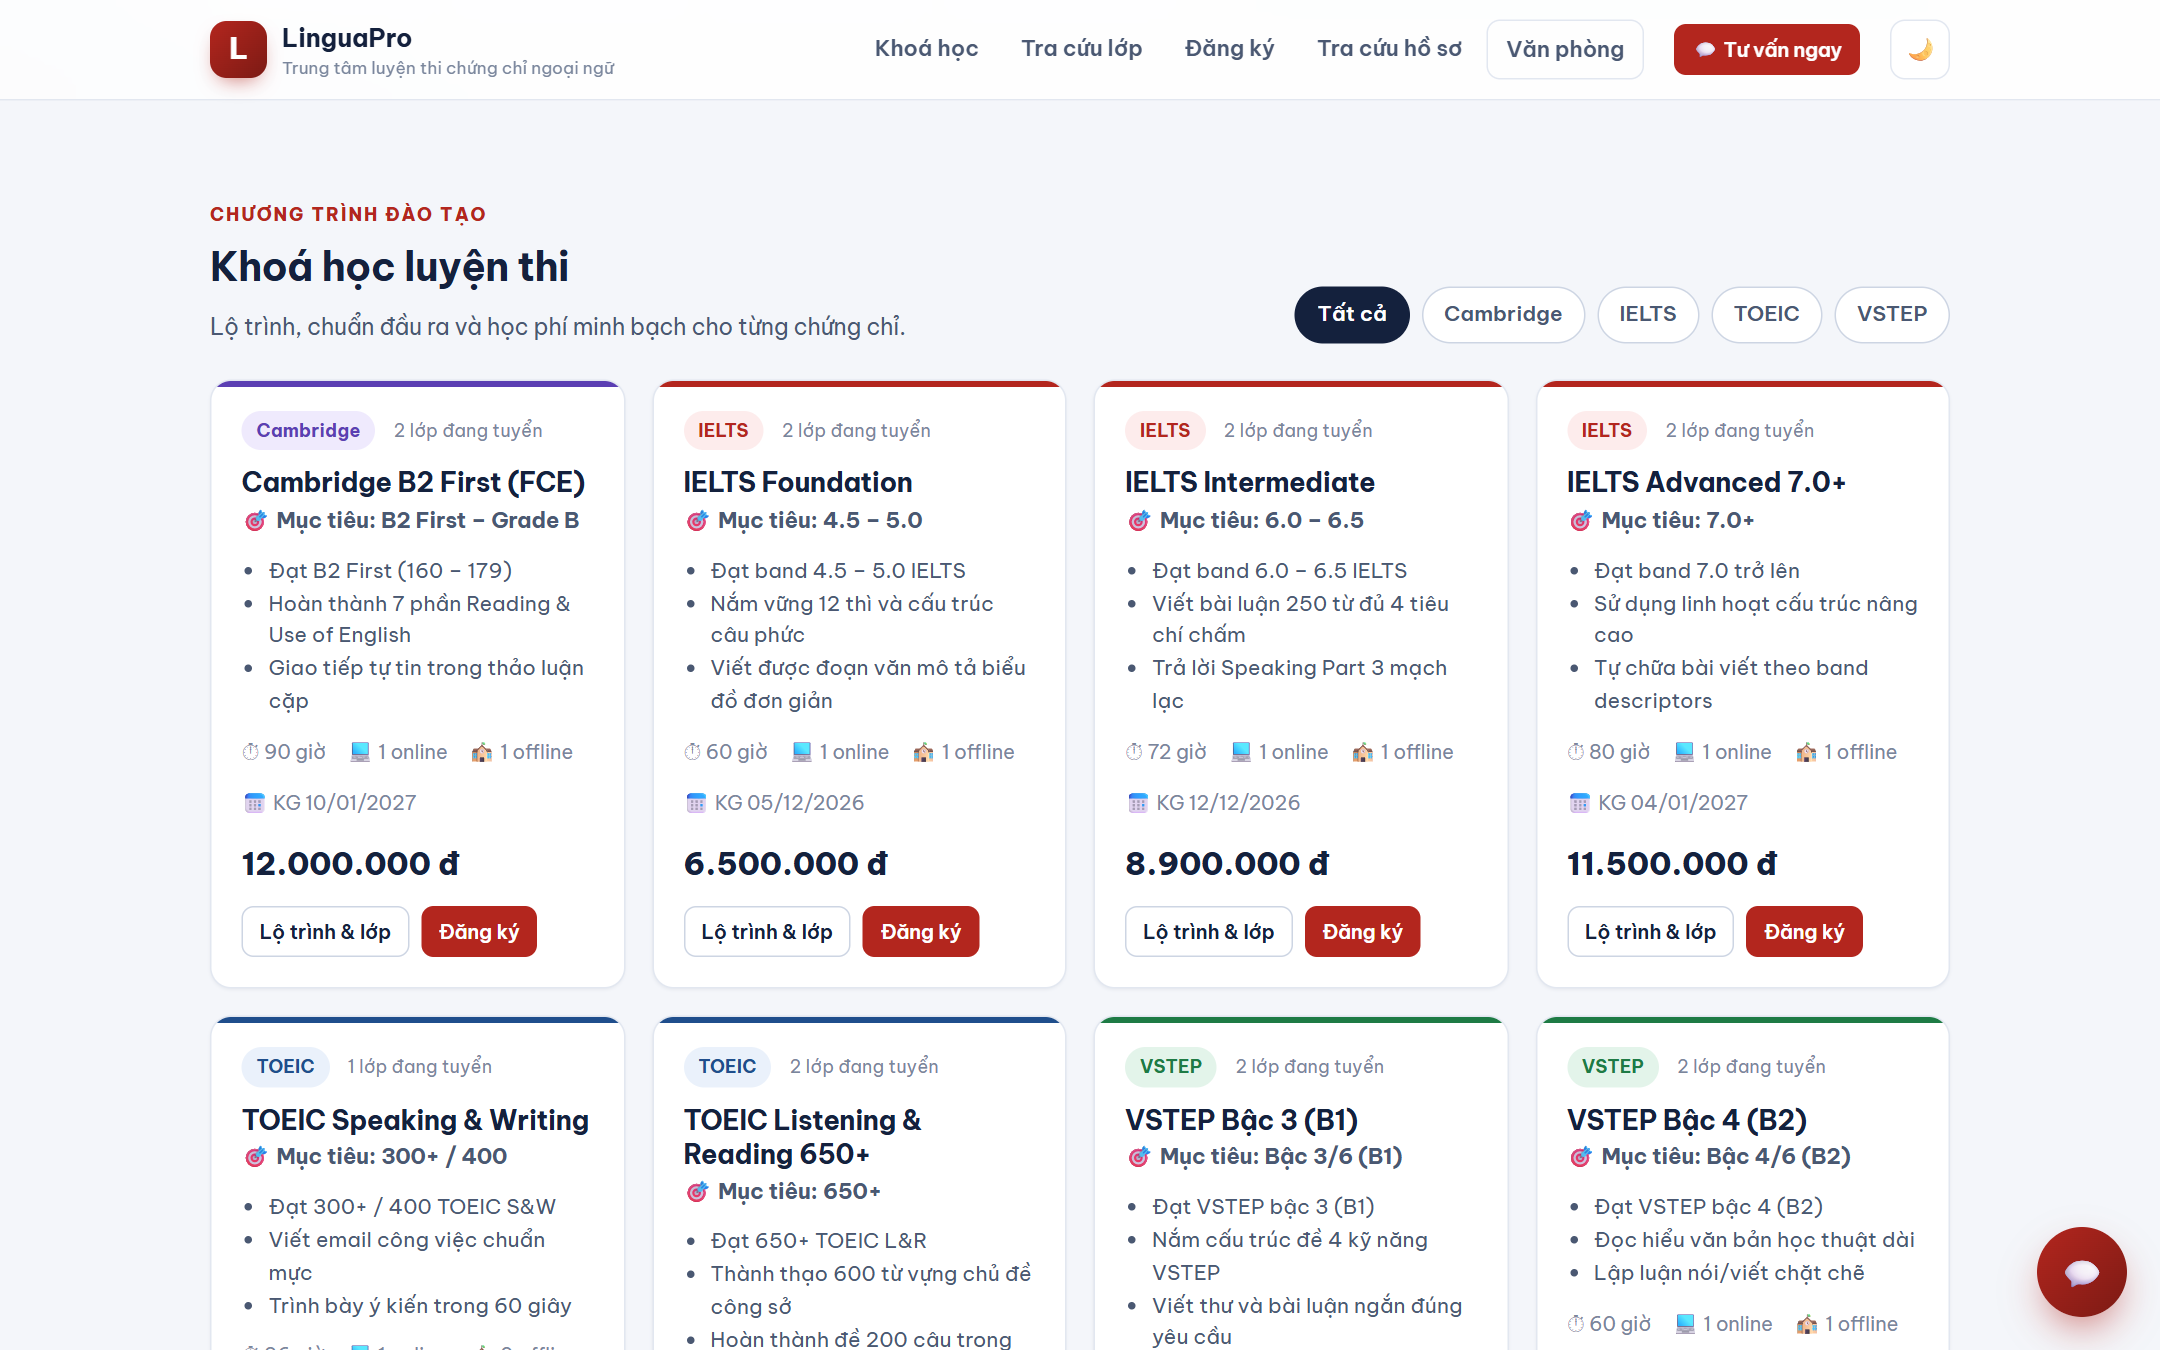 L
LinguaPro
Trung tâm luyện thi chứng chỉ ngoại ngữ
Khoá học
Tra cứu lớp
Đăng ký
Tra cứu hồ sơ
Văn phòng
Tư vấn ngay
CHƯƠNG TRÌNH ĐÀO TẠO
Khoá học luyện thi
Lộ trình, chuẩn đầu ra và học phí minh bạch cho từng chứng chỉ.
Tất cả
Cambridge
IELTS
TOEIC
VSTEP
Cambridge
2 lớp đang tuyển
Cambridge B2 First (FCE)
Mục tiêu: B2 First – Grade B
Đạt B2 First (160 – 179)
Hoàn thành 7 phần Reading &
Use of English
Giao tiếp tự tin trong thảo luận
cặp
90 giờ
1 online
1 offline
KG 10/01/2027
12.000.000 đ
Lộ trình & lớp
Đăng ký
IELTS
2 lớp đang tuyển
IELTS Foundation
Mục tiêu: 4.5 – 5.0
Đạt band 4.5 – 5.0 IELTS
Nắm vững 12 thì và cấu trúc
câu phức
Viết được đoạn văn mô tả biểu
đồ đơn giản
60 giờ
1 online
1 offline
KG 05/12/2026
6.500.000 đ
Lộ trình & lớp
Đăng ký
IELTS
2 lớp đang tuyển
IELTS Intermediate
Mục tiêu: 6.0 – 6.5
Đạt band 6.0 – 6.5 IELTS
Viết bài luận 250 từ đủ 4 tiêu
chí chấm
Trả lời Speaking Part 3 mạch
lạc
72 giờ
1 online
1 offline
KG 12/12/2026
8.900.000 đ
Lộ trình & lớp
Đăng ký
IELTS
2 lớp đang tuyển
IELTS Advanced 7.0+
Mục tiêu: 7.0+
Đạt band 7.0 trở lên
Sử dụng linh hoạt cấu trúc nâng
cao
Tự chữa bài viết theo band
descriptors
80 giờ
1 online
1 offline
KG 04/01/2027
11.500.000 đ
Lộ trình & lớp
Đăng ký
TOEIC
1 lớp đang tuyển
TOEIC Speaking & Writing
Mục tiêu: 300+ / 400
Đạt 300+ / 400 TOEIC S&W
Viết email công việc chuẩn
mực
Trình bày ý kiến trong 60 giây
TOEIC
2 lớp đang tuyển
TOEIC Listening &
Reading 650+
Mục tiêu: 650+
Đạt 650+ TOEIC L&R
Thành thạo 600 từ vựng chủ đề
công sở
Hoàn thành đề 200 câu trong
VSTEP
2 lớp đang tuyển
VSTEP Bậc 3 (B1)
Mục tiêu: Bậc 3/6 (B1)
Đạt VSTEP bậc 3 (B1)
Nắm cấu trúc đề 4 kỹ năng
VSTEP
Viết thư và bài luận ngắn đúng
yêu cầu
VSTEP
2 lớp đang tuyển
VSTEP Bậc 4 (B2)
Mục tiêu: Bậc 4/6 (B2)
Đạt VSTEP bậc 4 (B2)
Đọc hiểu văn bản học thuật dài
Lập luận nói/viết chặt chẽ
60 giờ
1 online
1 offline